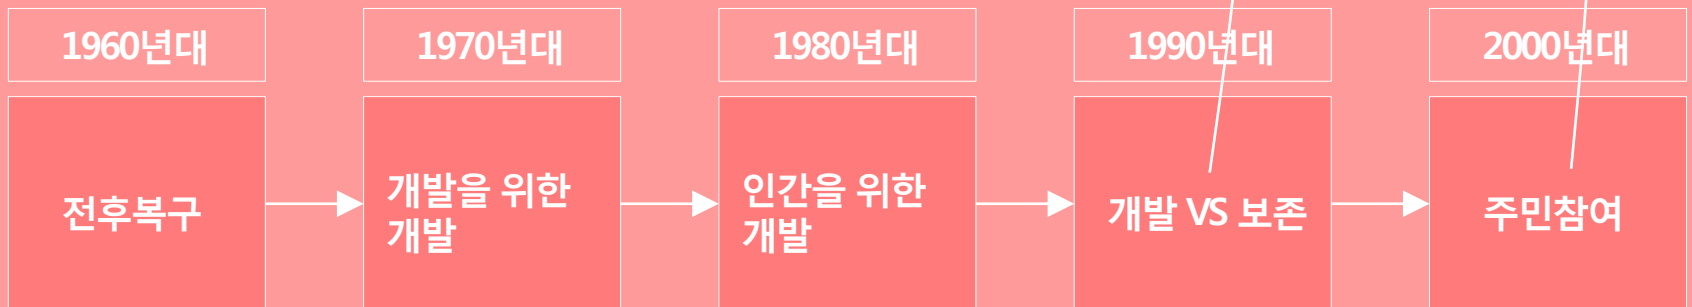 1960년대
1970년대
1980년대
1990년대
2000년대
전후복구
개발을 위한
개발
인간을 위한
개발
개발 VS 보존
주민참여